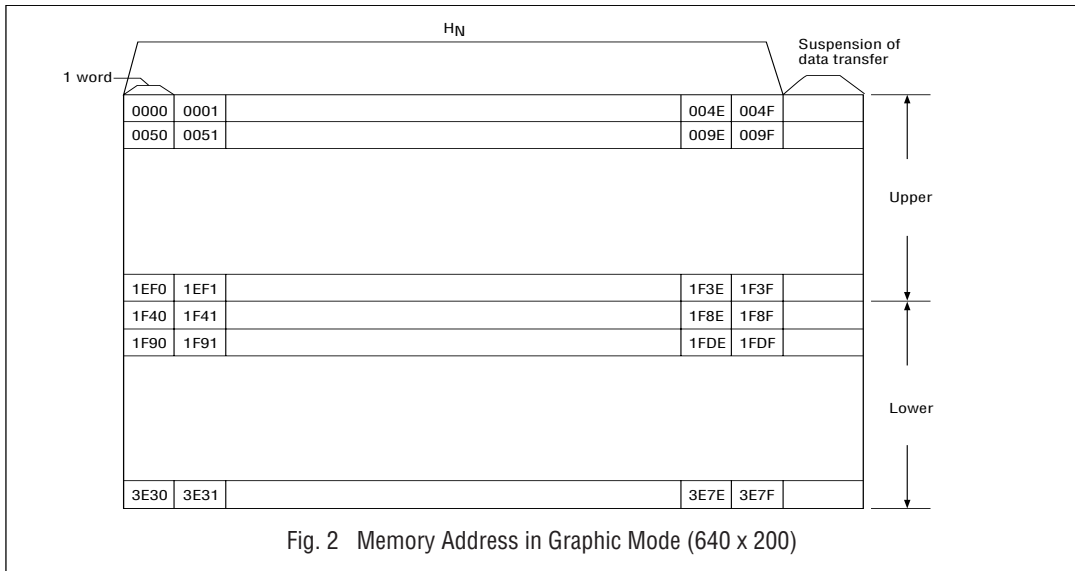 HN
Suspension of
data transfer
1 word
0000 0001 004E 004F
0050 0051 009E 009F
Upper
1EF0 1EF1 1F3E 1F3F
1F40 1F41 1F8E 1F8F
1F90 1F91 1FDE 1FDF
Lower
3E30 3E31 3E7E 3E7F
Fig. 2 Memory Address in Graphic Mode (640 x 200)